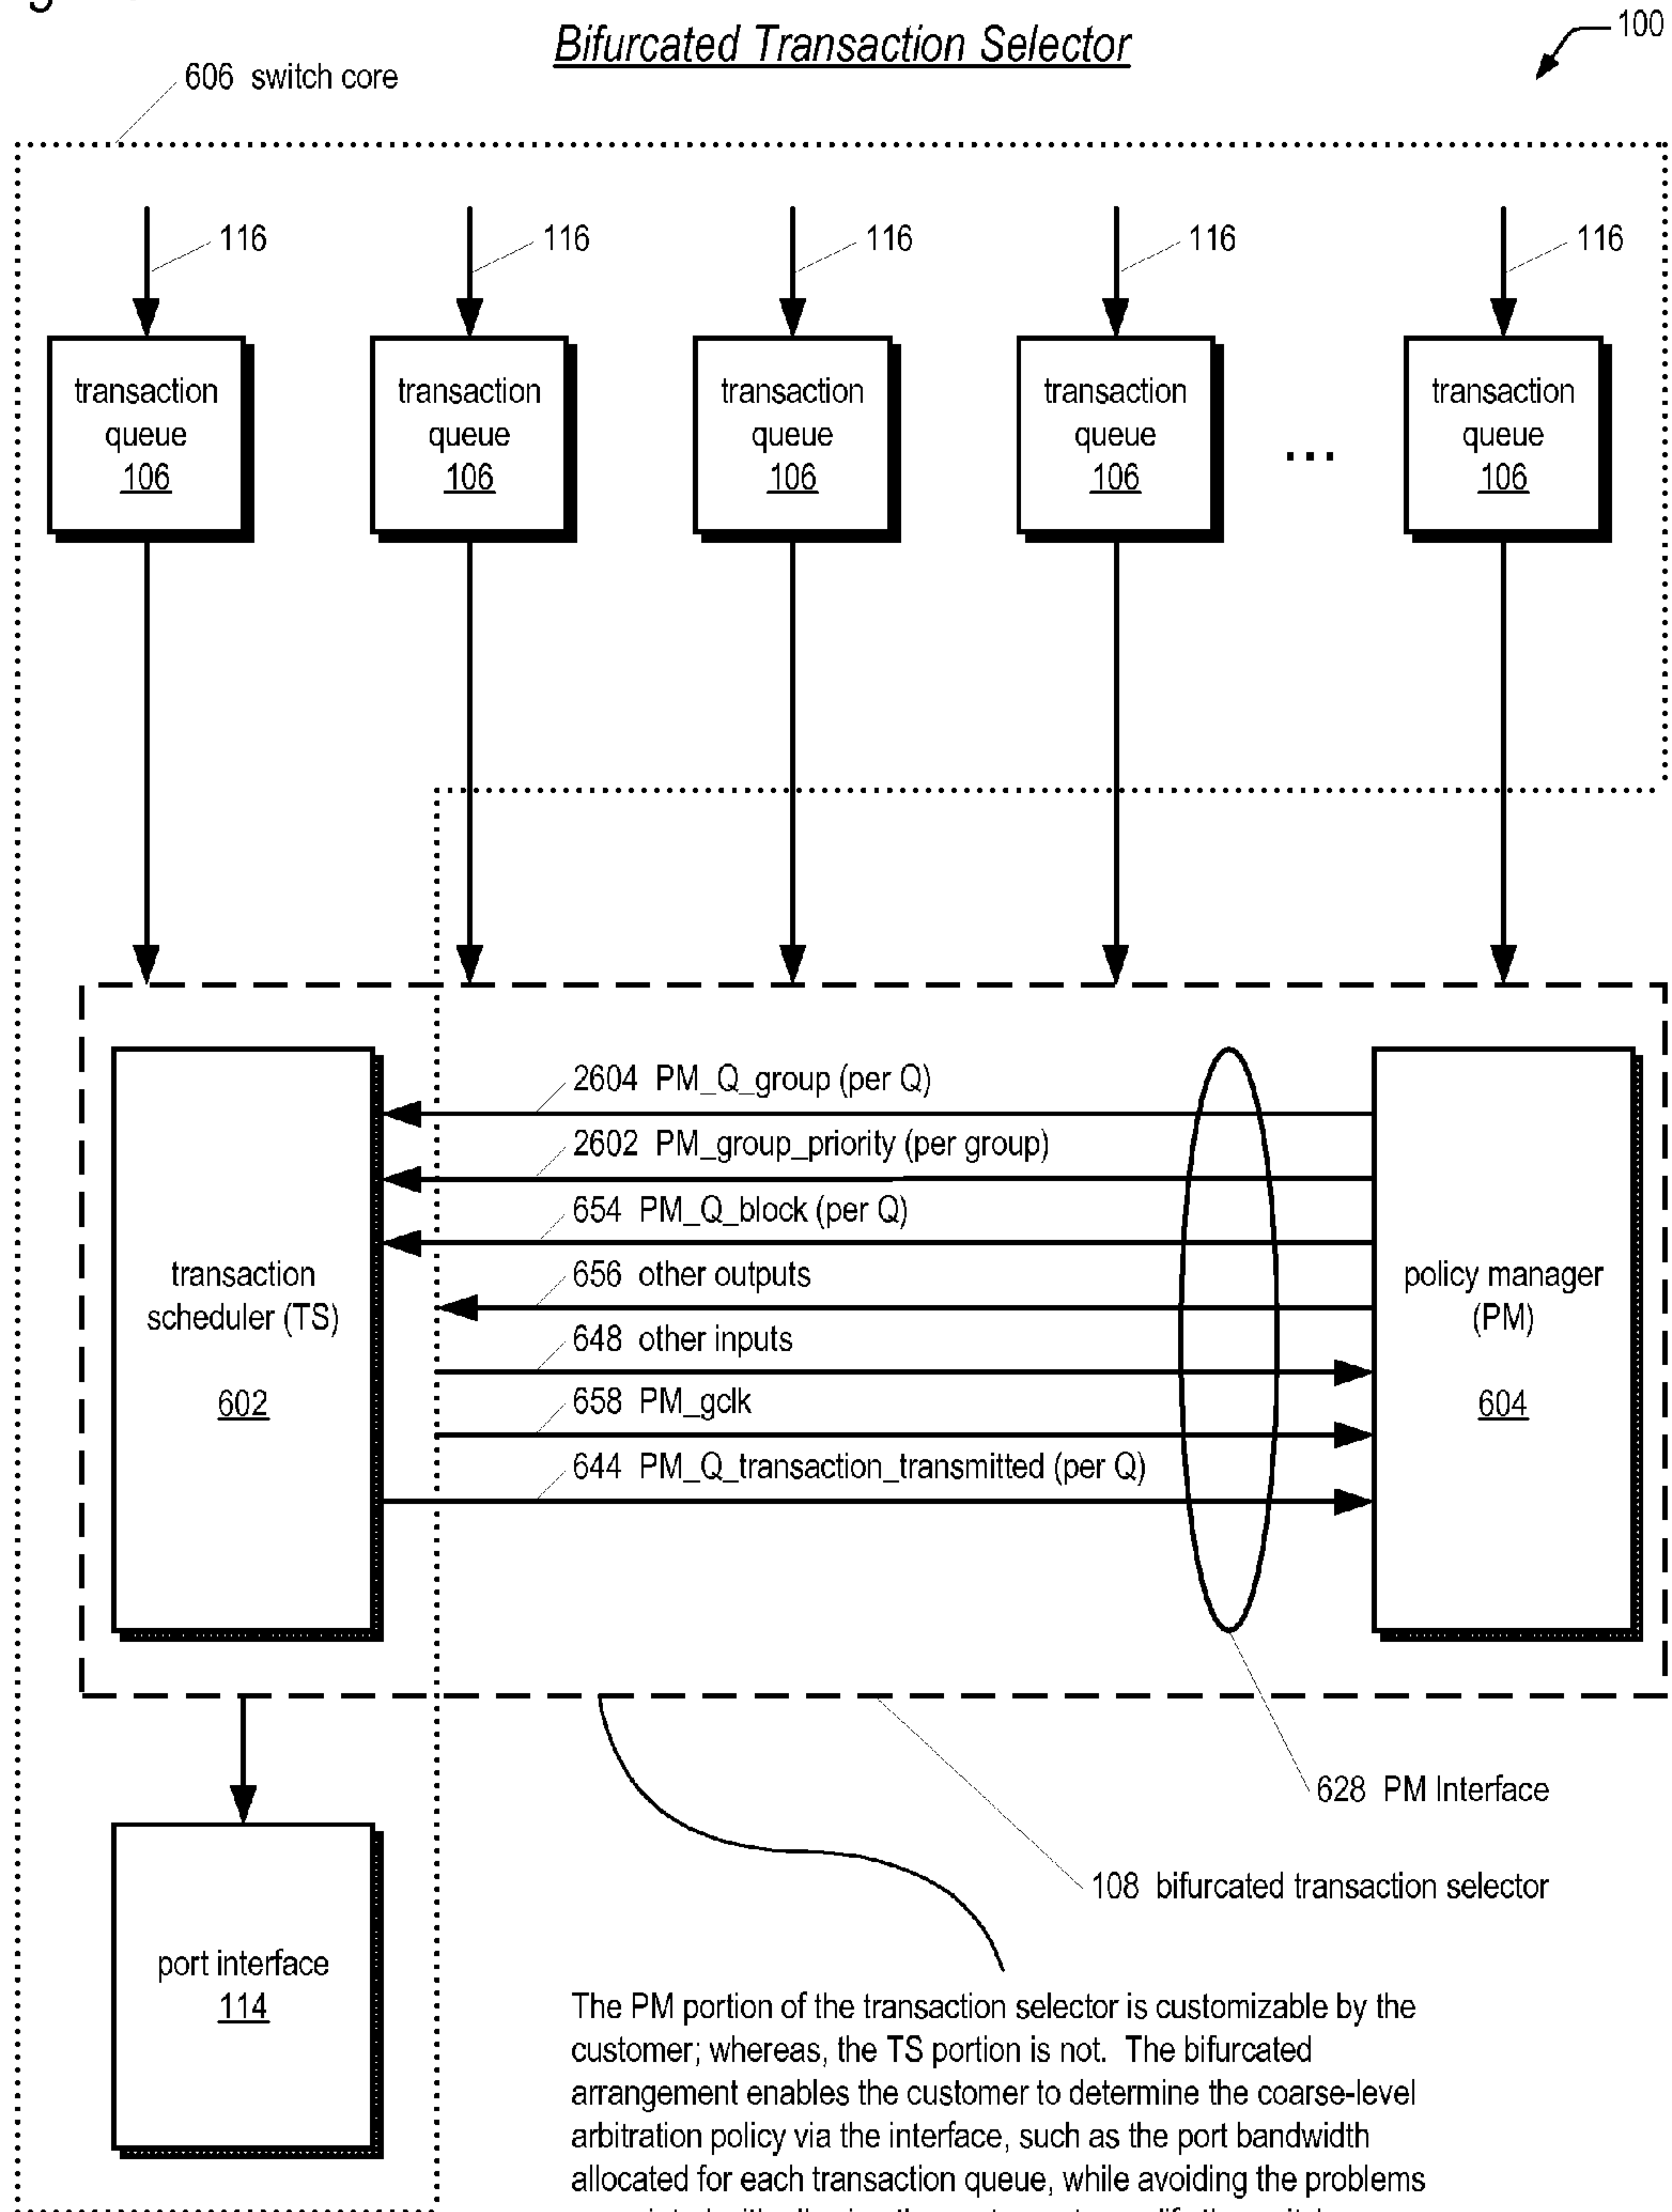 Bifurcated Transaction Selector
100
606 switch core
116
116
116
116
116
transaction
queue
106
transaction
queue
106
transaction
queue
106
transaction
queue
106
...
transaction
queue
106
2604 PM_Q_group (per Q)
2602 PM_group_priority (per group)
654 PM_Q_block (per Q)
656 other outputs
648 other inputs
658 PM_gclk
644 PM_Q_transaction_transmitted (per Q)
transaction
scheduler (TS)
602
policy manager
(PM)
604
628 PM Interface
108 bifurcated transaction selector
port interface
114
The PM portion of the transaction selector is customizable by the
customer; whereas, the TS portion is not. The bifurcated
arrangement enables the customer to determine the coarse-level
arbitration policy via the interface, such as the port bandwidth
allocated for each transaction queue, while avoiding the problems